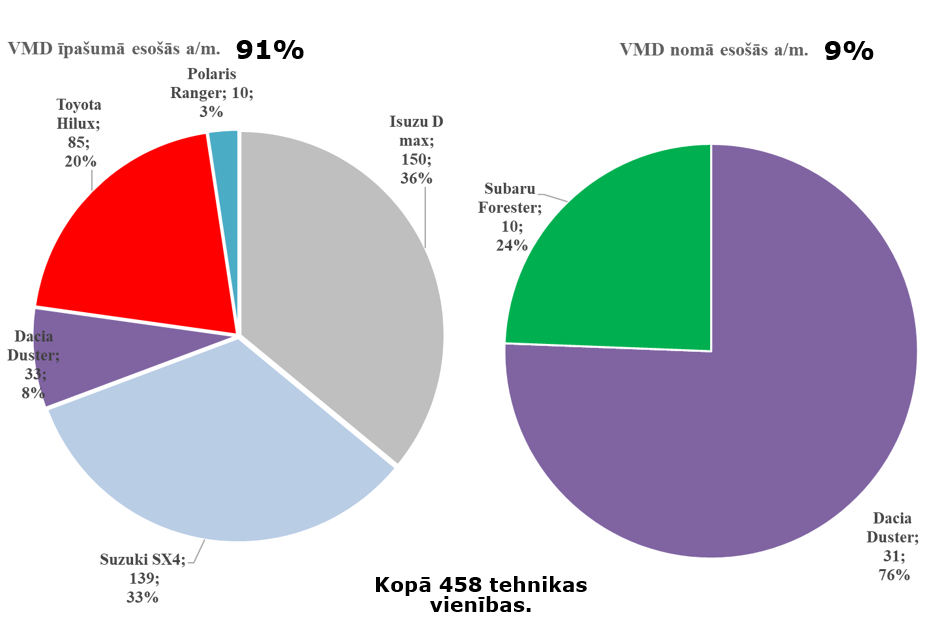 VMD īpašumā esošās a/m. 91%
VMD nomā esošās a/m. 9%
Polaris
Ranger; 10;
3%
Toyota
Hilux;
85;
20%
Isuzu D
max;
150;
36%
Dacia
Duster;
33;
8%
Suzuki SX4;
139;
33%
Subaru
Forester;
10;
24%
Dacia
Duster;
31;
76%
Kopā 458 tehnikas
vienības.